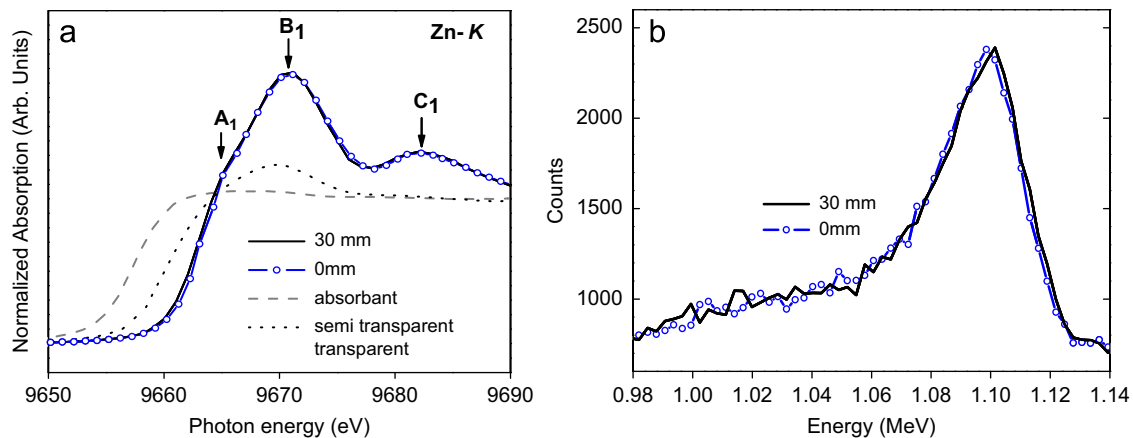 a
Zn-K
B1
A1
C1
Normalized Absorption (Arb. Units)
30 mm
0mm
absorbant
semi transparent
transparent
9650 9660 9670 9680 9690
Photon energy (eV)
b
2500
2000
1500
1000
Counts
30 mm
0mm
0.98 1.00 1.02 1.04 1.06 1.08 1.10 1.12 1.14
Energy (MeV)